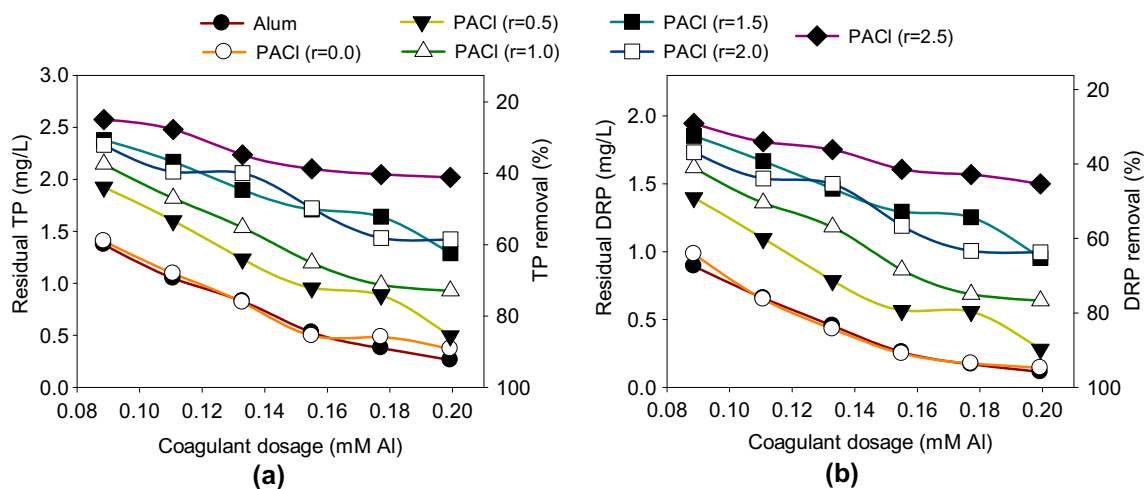 Alum
PACl (r=0.0)
PACl (r=0.5)
PACl (r=1.0)
PACl (r=1.5)
PACl (r=2.0)
PACl (r=2.5)
Residual TP (mg/L)
3.0
2.5
2.0
1.5
1.0
0.5
0.0
0.08 0.10 0.12 0.14 0.16 0.18 0.20
Coagulant dosage (mM Al)
20
40
60
80
100
TP removal (%)
(a)
Residual DRP (mg/L)
2.0
1.5
1.0
0.5
0.0
0.08 0.10 0.12 0.14 0.16 0.18 0.20
Coagulant dosage (mM Al)
20
40
60
80
100
DRP removal (%)
(b)